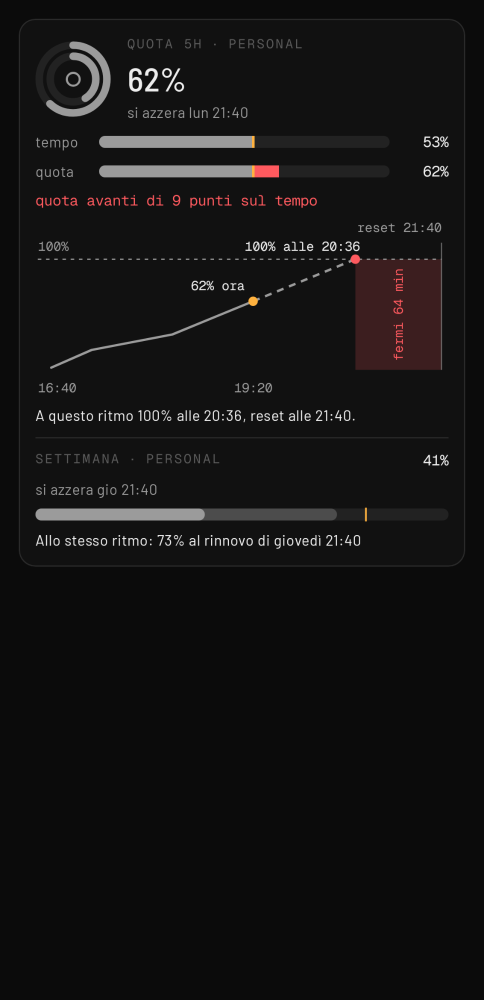 QUOTA 5H · PERSONAL
62%
si azzera lun 21:40
tempo 53%
quota 62%
quota avanti di 9 punti sul tempo
reset 21:40
100% 100% alle 20:36
62% ora
fermi 64 min
16:40 19:20
A questo ritmo 100% alle 20:36, reset alle 21:40.
SETTIMANA · PERSONAL 41%
si azzera gio 21:40
Allo stesso ritmo: 73% al rinnovo di giovedì 21:40